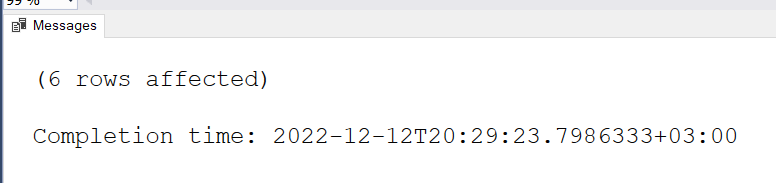 99 %
Messages
(6 rows affected)
Completion time: 2022-12-12T20:29:23.7986333+03:00